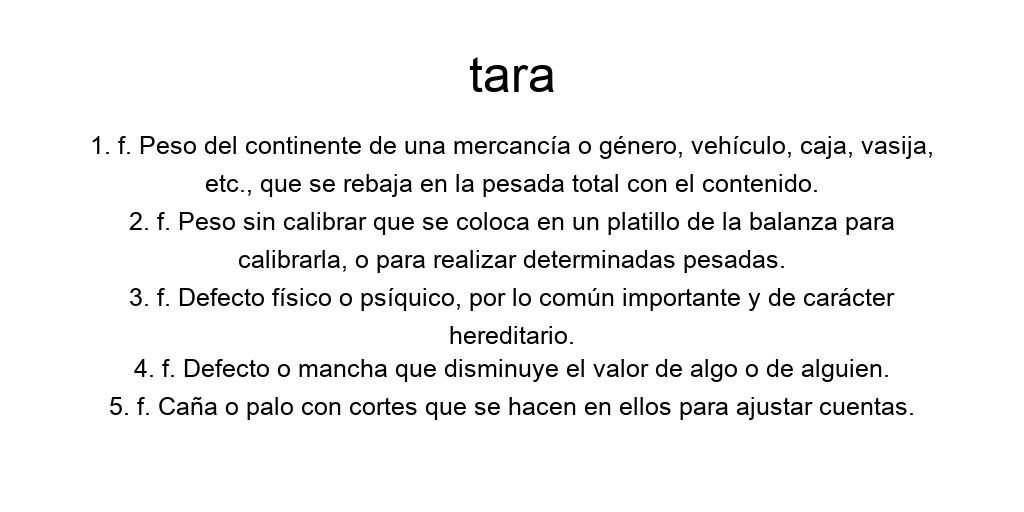 tara
1. f. Peso del continente de una mercancía o género, vehículo, caja, vasija,
etc., que se rebaja en la pesada total con el contenido.
2. f. Peso sin calibrar que se coloca en un platillo de la balanza para
calibrarla, o para realizar determinadas pesadas.
3. f. Defecto físico o psíquico, por lo común importante y de carácter
hereditario.
4. f. Defecto o mancha que disminuye el valor de algo o de alguien.
5. f. Caña o palo con cortes que se hacen en ellos para ajustar cuentas.